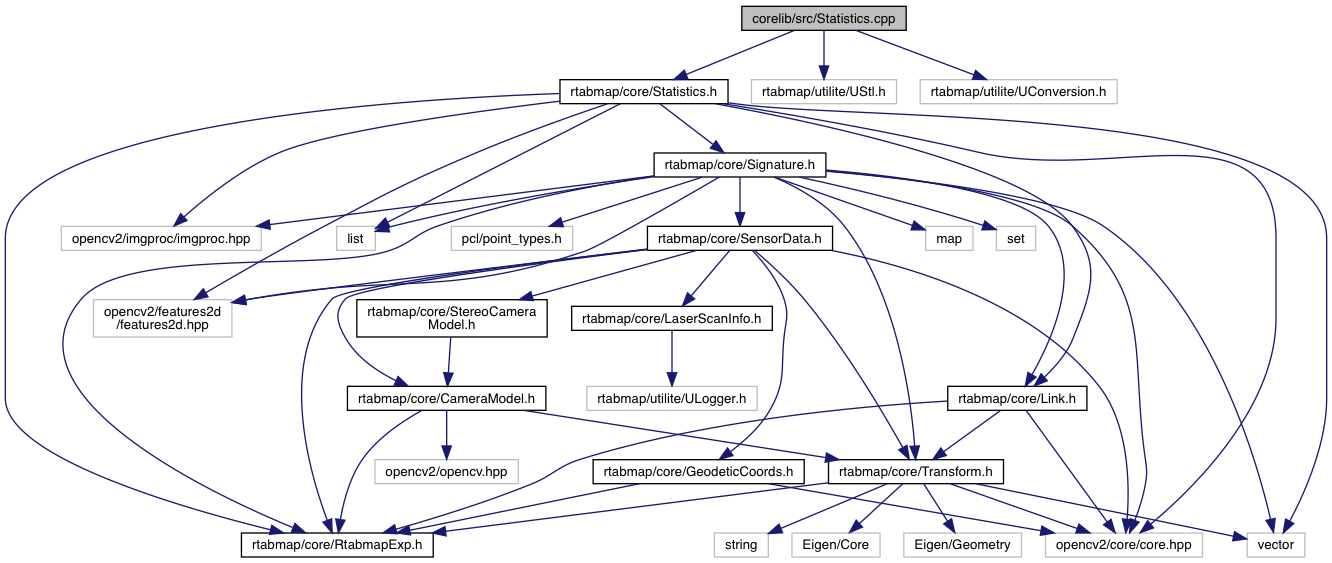 corelib/src/Statistics.cpp
rtabmap/core/Statistics.h
rtabmap/utilite/UStl.h
rtabmap/utilite/UConversion.h
rtabmap/core/Signature.h
opencv2/imgproc/imgproc.hpp
list
pcl/point_types.h
rtabmap/core/SensorData.h
map
set
opencv2/features2d
/features2d.hpp
rtabmap/core/StereoCamera
Model.h
rtabmap/core/LaserScanInfo.h
rtabmap/core/CameraModel.h
rtabmap/utilite/ULogger.h
rtabmap/core/Link.h
opencv2/opencv.hpp
rtabmap/core/GeodeticCoords.h
rtabmap/core/Transform.h
rtabmap/core/RtabmapExp.h
string
Eigen/Core
Eigen/Geometry
opencv2/core/core.hpp
vector